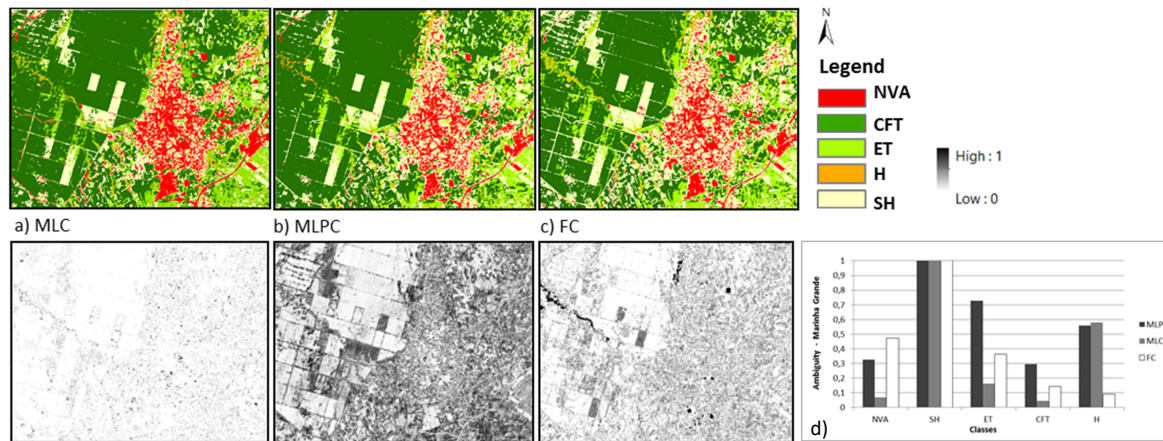 N
Legend
NVA
CFT
ET
H
SH
High : 1
Low : 0
a) MLC
b) MLPC
c) FC
Ambiguity - Marinha Grande
1
0,9
0,8
0,7
0,6
0,5
0,4
0,3
0,2
0,1
0
NVA
SH
ET
CFT
H
Classes
MLP
MLC
FC
d)